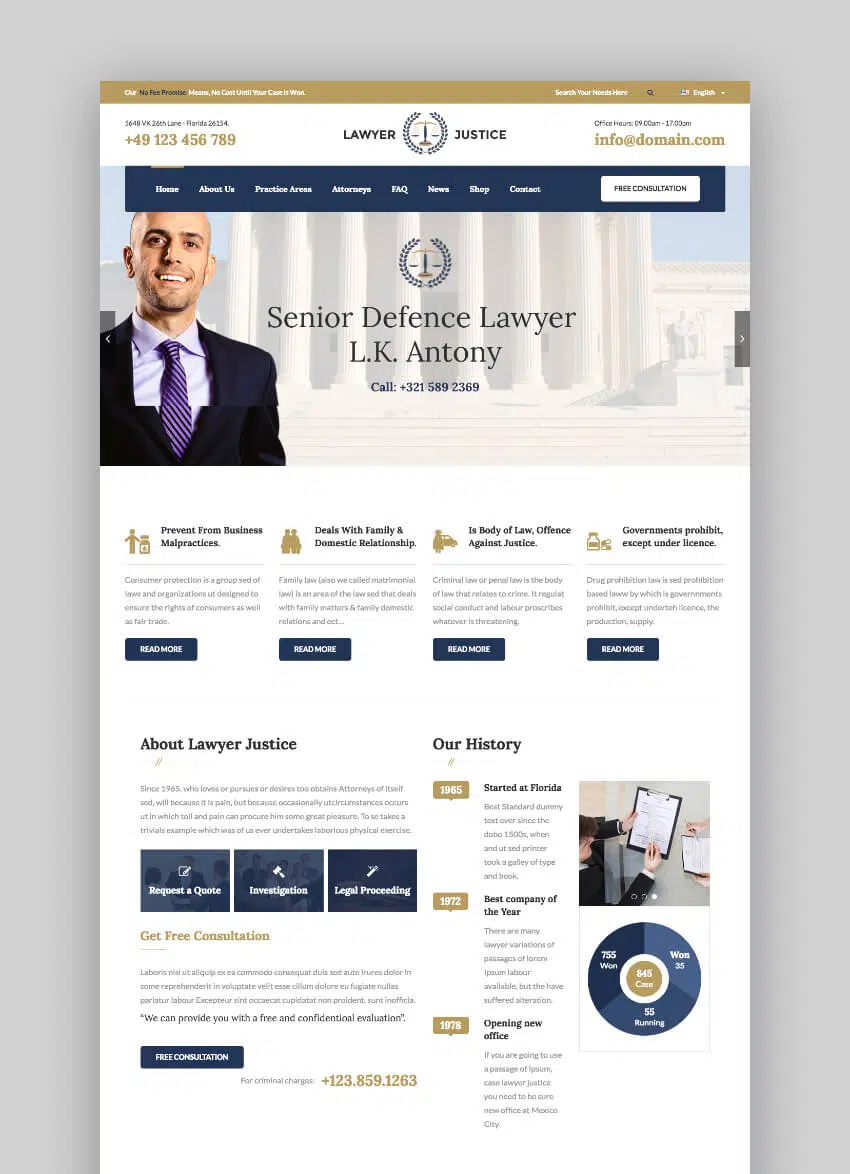 Our No Fee Promise Means, No Cost Until Your Case Is Won.
Search Your Needs Here
English
5648 VK 26th Lane - Florida 26154.
+49 123 456 789
LAWYER JUSTICE
Office Hours: 09.00am - 17.00pm
info@domain.com
Home About Us Practice Areas Attorneys FAQ News Shop Contact
FREE CONSULTATION
Senior Defence Lawyer
L.K. Antony
Call: +321 589 2369
Prevent From Business
Malpractices.
Consumer protection is a group sed of
laws and organizations ut designed to
ensure the rights of consumers as well
as fair trade.
READ MORE
Deals With Family &
Domestic Relationship.
Family law (also we called matrimonial
law) is an area of the law sed that deals
with family matters & family domestic
relations and ect...
READ MORE
Is Body of Law, Offence
Against Justice.
Criminal law or penal law is the body
of law that relates to crime. It regulat
social conduct and labour proscribes
whatever is threatening.
READ MORE
Governments prohibit,
except under licence.
Drug prohibition law is sed prohibition
based laww by which is governnments
prohibit, except underteh licence, the
production, supply.
READ MORE
About Lawyer Justice
Since 1965, who loves or pursues or desires too obtains Attorneys of itself
sed, will because it is pain, but because occasionally utcircumstances occurs
ut in which toil and pain can procure him some great pleasure. To se takes a
trivials example which was of us ever undertakes laborious physical exercise.
Request a Quote
Investigation
Legal Proceeding
Get Free Consultation
Laboris nisi ut aliquip ex ea commodo consequat duis sed aute irures dolor in
some reprehenderit in voluptate velit esse cillum dolore eu fugiate nullas
pariatur labour Excepteur sint occaecat cupidatat non proident, sunt inofficia.
“We can provide you with a free and confidentioal evaluation”.
FREE CONSULTATION
For criminal charges: +123.859.1263
Our History
1965
Started at Florida
Best Standard dummy
text ever since the
dobo 1500s, when
and ut sed printer
took a galley of type
and book.
1972
Best company of
the Year
There are many
lawyer variations of
passages of lorem
Ipsum labour
available, but the have
suffered alteration.
1978
Opening new
office
If you are going to use
a passage of Ipsum,
case lawyer justice
you need to be sure
new office at Mexico
City.
755
Won
Won
35
845
Case
55
Running